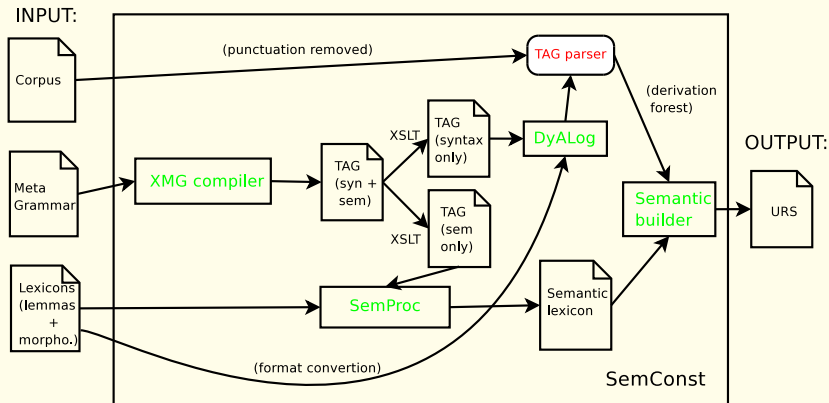 INPUT:
(punctuation removed)
TAG parser
Corpus
(derivation
forest)
XSLT
TAG
(syntax
only)
DyALog
OUTPUT:
Meta
Grammar
XMG compiler
TAG
(syn +
sem)
XSLT
TAG
(sem
only)
Semantic
builder
URS
Lexicons
(lemmas
+
morpho.)
SemProc
Semantic
lexicon
(format convertion)
SemConst